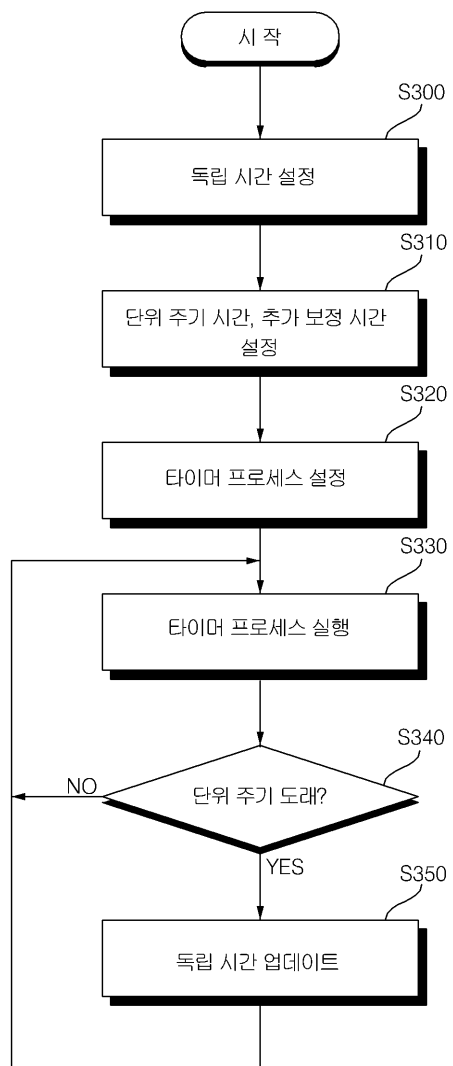 시 작
S300
독립 시간 설정
S310
단위 주기 시간, 추가 보정 시간
설정
S320
타이머 프로세스 설정
S330
타이머 프로세스 실행
S340
단위 주기 도래?
NO
YES
S350
독립 시간 업데이트